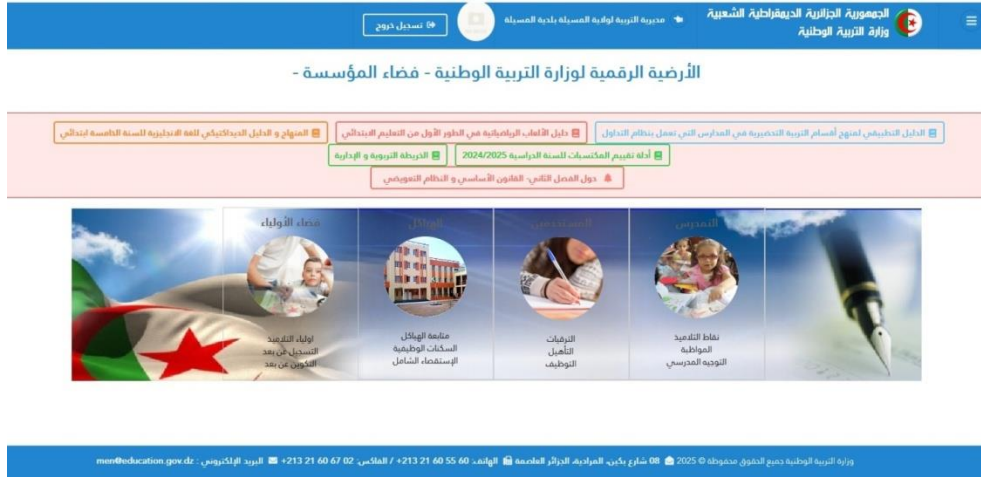 الجمهورية الجزائرية الديمقراطية الشعبية
وزارة التربية الوطنية
مديرية التربية لولاية المسيلة بلدية المسيلة
تسجيل خروج
الأرضية الرقمية لوزارة التربية الوطنية - فضاء المؤسسة -
الدليل التطبيقي لمنهج أقسام التربية التحضيرية في المدارس التي تعمل بنظام التداول
دليل الألعاب الرياضياتية في الطور الأول من التعليم الابتدائي
المنهاج و الدليل الديداكتيكي للغة الانجليزية للسنة الخامسة ابتدائي
أدلة تقييم المكتسبات للسنة الدراسية 2024/2025
الخريطة التربوية و الإدارية
حول الفصل الثاني- القانون الأساسي و النظام التعويضي
التمدرس
المستخدمين
الهياكل
فضاء الأولياء
نقاط التلاميذ
المواظبة
التوجيه المدرسي
الترقيات
التأهيل
التوظيف
متابعة الهياكل
السكنات الوظيفية
الإستقصاء الشامل
اولياء التلاميذ
التسجيل عن بعد
التكوين عن بعد
وزارة التربية الوطنية جميع الحقوق محفوظة © 2025 08 شارع بكين، المرادية، الجزائر العاصمة الهاتف: 60 55 60 21 213+ / الفاكس: 02 67 60 21 213+ البريد الإلكتروني : men@education.gov.dz